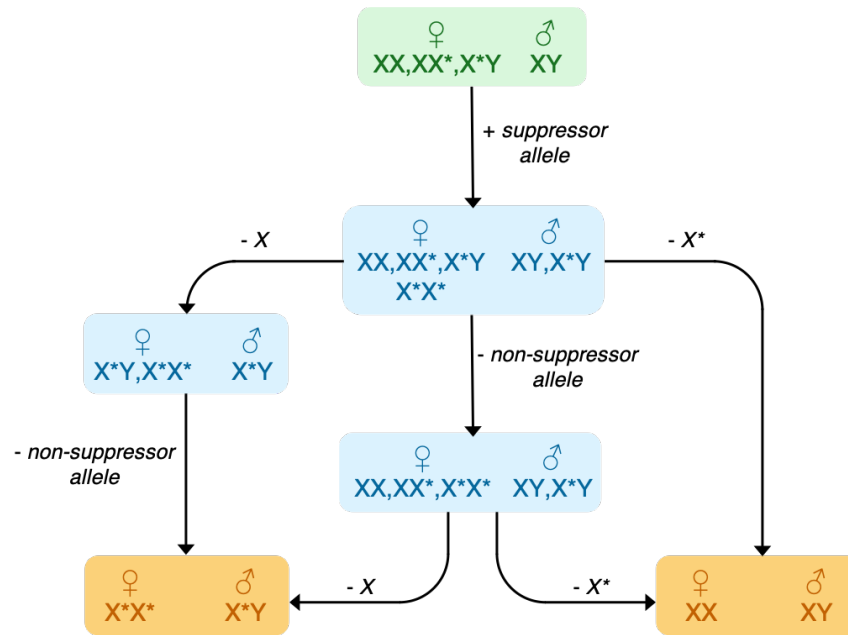 ♀ ♂
XX,XX*,X*Y XY
+ suppressor
allele
- X
♀ ♂
XX,XX*,X*Y XY,X*Y
X*X*
- X*
♀ ♂
X*Y,X*X* X*Y
- non-suppressor
allele
- non-suppressor
allele
♀ ♂
XX,XX*,X*X* XY,X*Y
♀ ♂
X*X* X*Y
- X
- X*
♀ ♂
XX XY